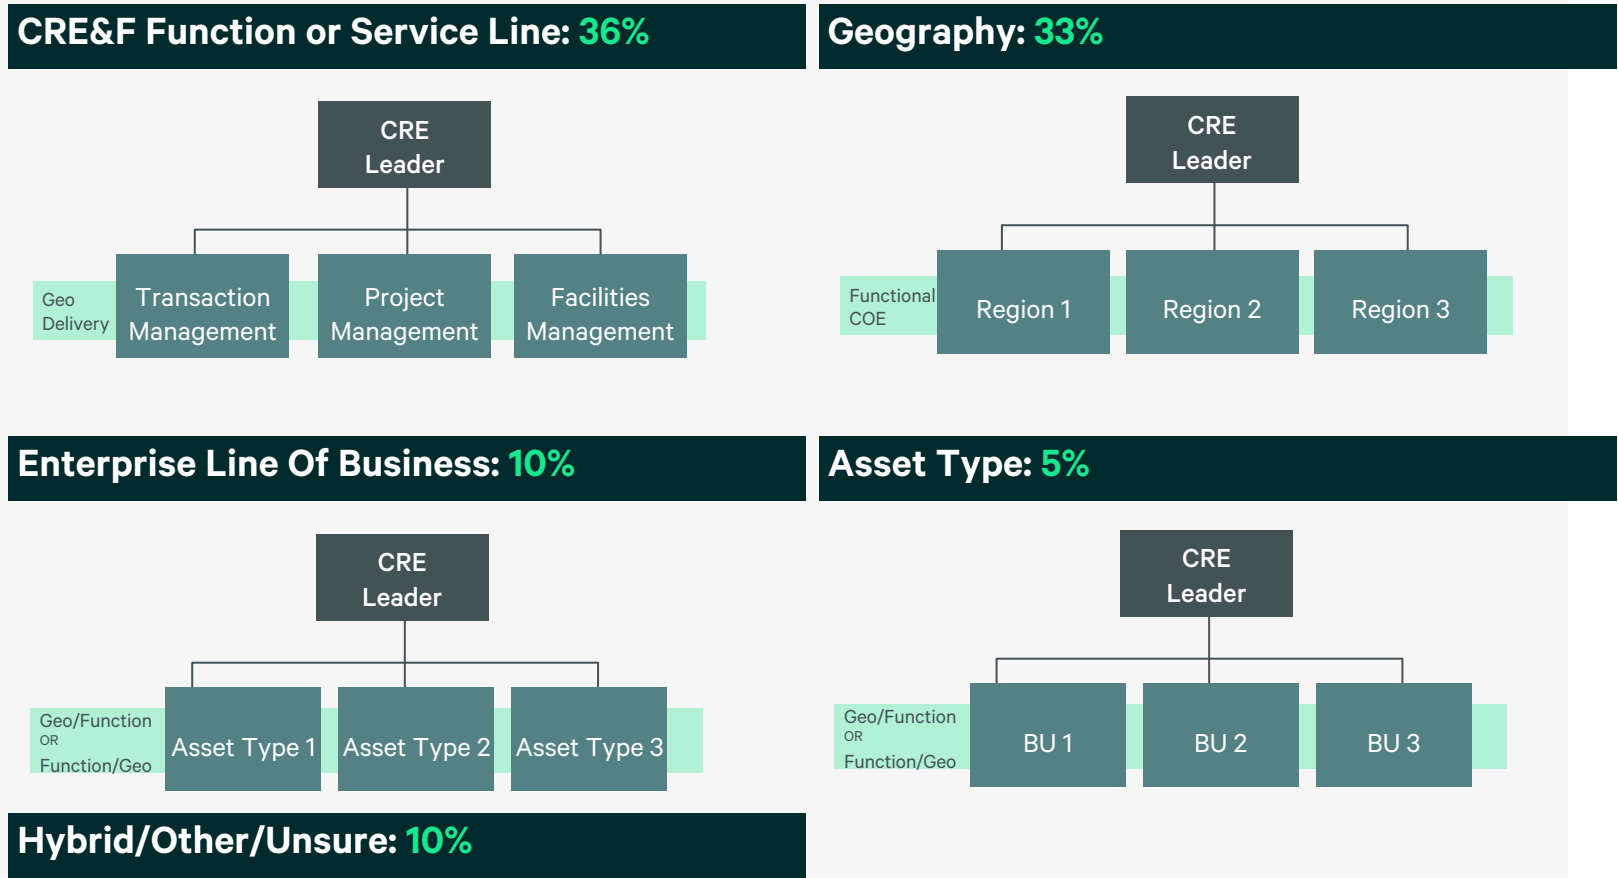 CRE&F Function or Service Line: 36%
CRE
Leader
Geo
Delivery
Transaction
Management
Project
Management
Facilities
Management
Geography: 33%
CRE
Leader
Functional
COE
Region 1
Region 2
Region 3
Enterprise Line Of Business: 10%
CRE
Leader
Geo/Function
OR
Function/Geo
Asset Type 1
Asset Type 2
Asset Type 3
Asset Type: 5%
CRE
Leader
Geo/Function
OR
Function/Geo
BU 1
BU 2
BU 3
Hybrid/Other/Unsure: 10%